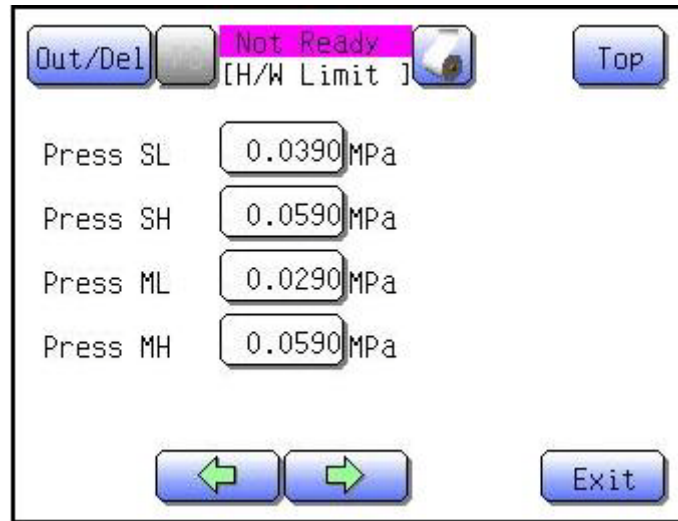 Out/Del
Not Ready
[H/W Limit ]
Top
Press SL 0.0390 MPa
Press SH 0.0590 MPa
Press ML 0.0290 MPa
Press MH 0.0590 MPa
Exit